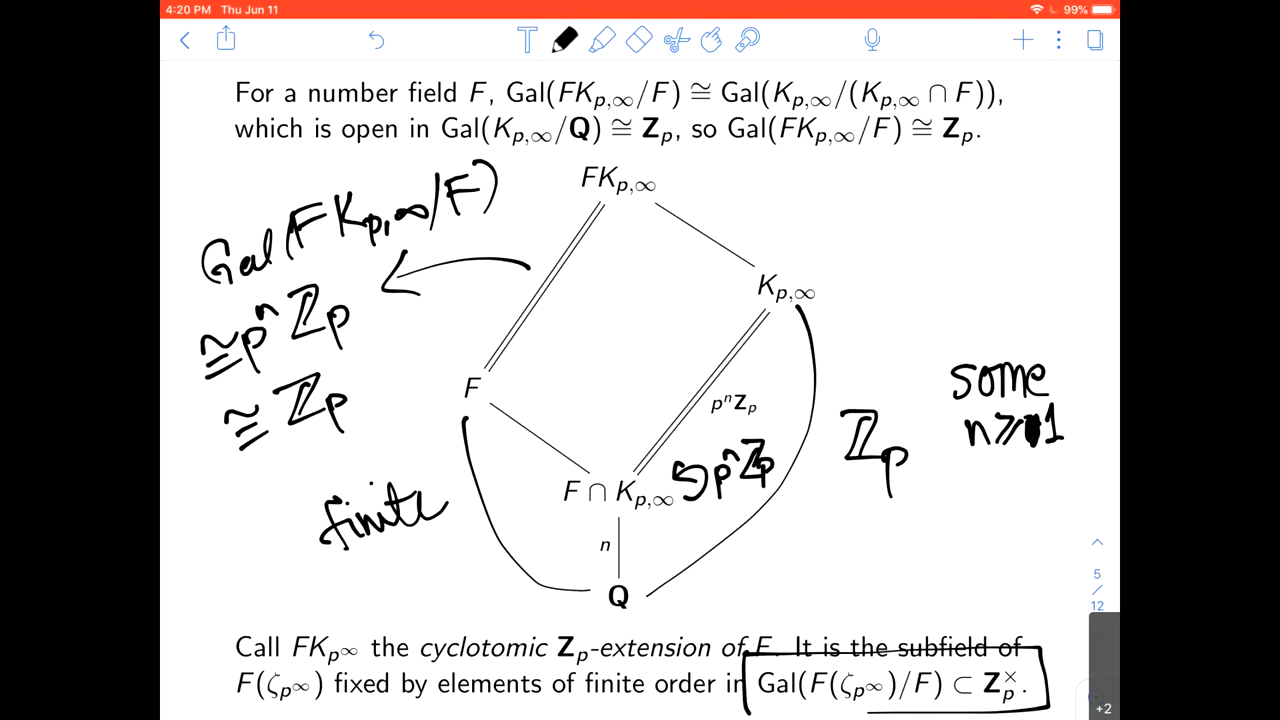 4:20 PM Thu Jun 11
99%
For a number field F, Gal(FK_{p,∞}/F) ≅ Gal(K_{p,∞}/(K_{p,∞} ∩ F)),
which is open in Gal(K_{p,∞}/Q) ≅ Z_p, so Gal(FK_{p,∞}/F) ≅ Z_p.
FK_{p,∞}
Gal(FK_{p,∞}/F)
K_{p,∞}
≅ p^n ℤ_p
F
≅ ℤ_p
p^n Z_p
ℤ_p
some
n ⩾ 1
F ∩ K_{p,∞}
p^n ℤ_p
finite
n
Q
5
/
12
Call FK_{p^∞} the cyclotomic Z_p-extension of F. It is the subfield of
F(ζ_{p^∞}) fixed by elements of finite order in Gal(F(ζ_{p^∞})/F) ⊂ Z_p^×.
+2